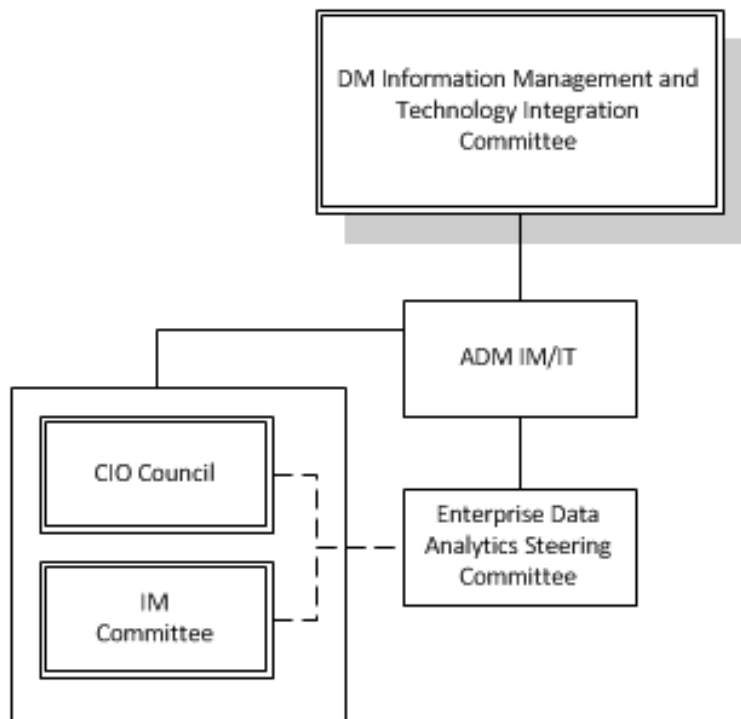 DM Information Management and
Technology Integration
Committee
ADM IM/IT
CIO Council
Enterprise Data
Analytics Steering
Committee
IM
Committee